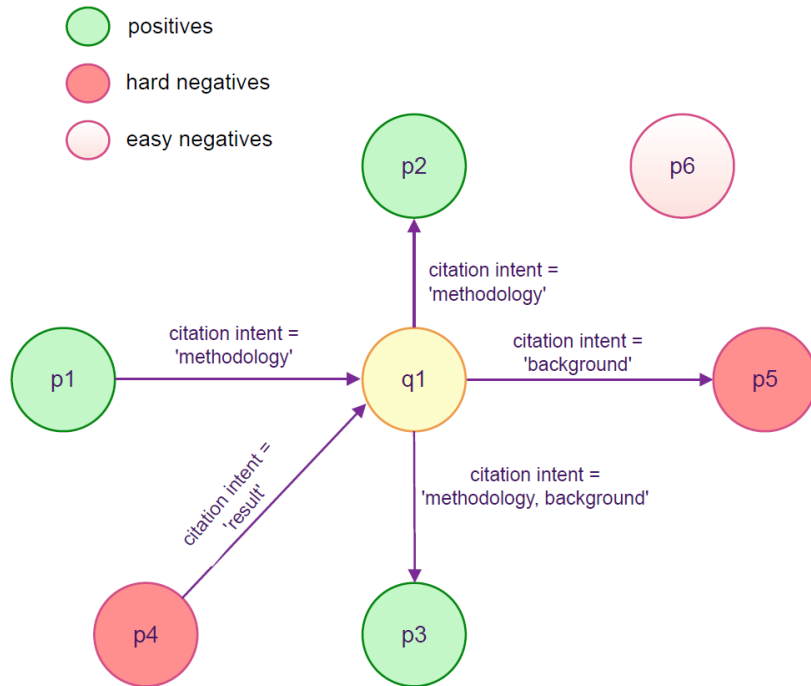 positives
hard negatives
easy negatives
p2
p6
citation intent =
'methodology'
citation intent =
'methodology'
citation intent =
'background'
p1
q1
p5
citation intent =
'result'
citation intent =
'methodology, background'
p4
p3